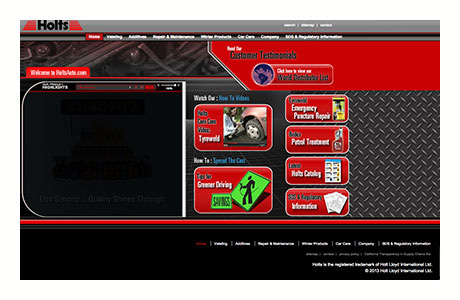 Holts
search | sitemap | contact
Home | Valeting | Additives | Repair & Maintenance | Winter Products | Car Care | Company | SDS & Regulatory Information
Read Our
Customer Testimonials
Click here to view our
World Distributor List
Welcome to HoltsAuto.com
HIGHLIGHTS
Watch Our : How To Videos
Holts
Cars Care
Videos
Tyreweld
Tyreweld
Emergency
Puncture Repair
Redex
Petrol Treatment
How To : Spread The Cost
Tips for
Greener Driving
SAVINGS
Holts Catalog
SDS & Regulatory
Information
Use Simoniz... Quality Shines Through
Home | Valeting | Additives | Repair & Maintenance | Winter Products | Car Care | Company | SDS & Regulatory Information
sitemap | contact | privacy policy | California Transparency in Supply Chains Act
Holts is the registered trademark of Holt Lloyd International Ltd.
© 2013 Holt Lloyd International Ltd.